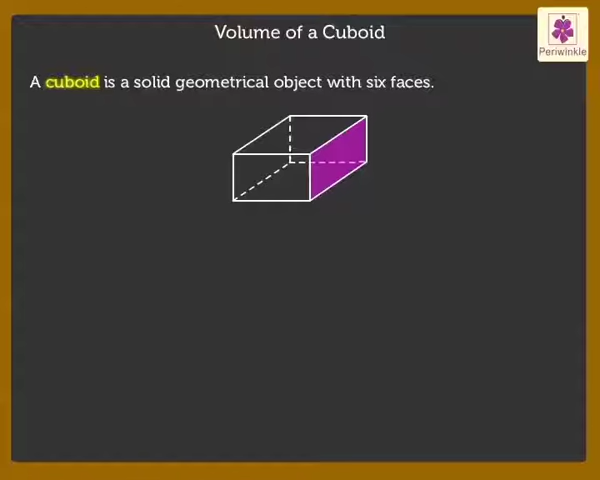 Volume of a Cuboid
Periwinkle
A cuboid is a solid geometrical object with six faces.